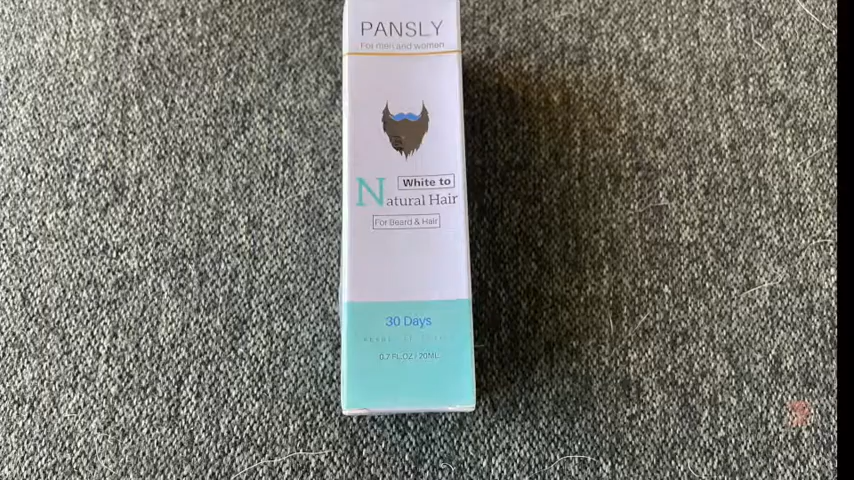 PANSLY
For men and women
White to
Natural Hair
For Beard & Hair
30 Days
0.7 FL.OZ / 20ML